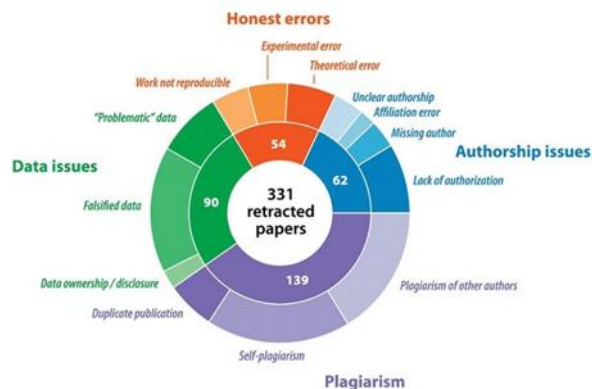 Honest errors
Experimental error
Theoretical error
Work not reproducible
Unclear authorship
Affiliation error
Missing author
"Problematic" data
Authorship issues
54
Data issues
62
Lack of authorization
331
retracted
papers
90
Falsified data
139
Data ownership / disclosure
Plagiarism of other authors
Duplicate publication
Self-plagiarism
Plagiarism